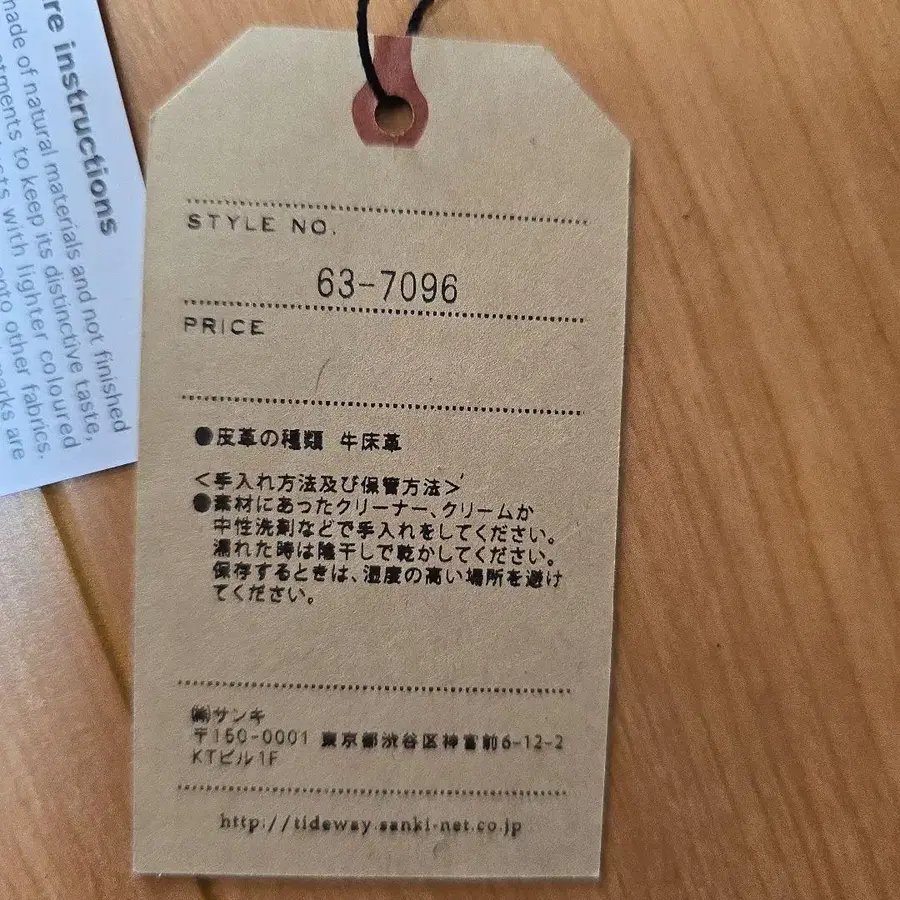 re instructions
made of natural materials and not finished
tments to keep its distinctive taste,
with lighter coloured
onto other fabrics.
marks are
STYLE NO.
63-7096
PRICE
●皮革の種類 牛床革
<手入れ方法及び保管方法>
●素材にあったクリーナー、クリームか
中性洗剤などで手入れをしてください。
濡れた時は陰干しで乾かしてください。
保存するときは、湿度の高い場所を避け
てください。
㈱サンキ
〒150-0001 東京都渋谷区神宮前6-12-2
KTビル1F
http://tideway.sanki-net.co.jp